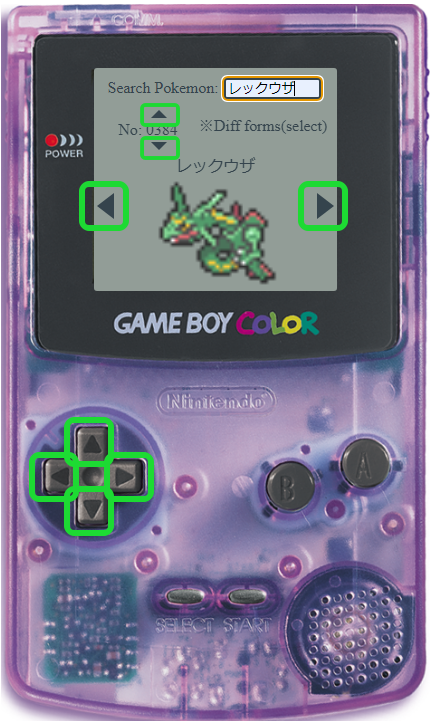 COMM.
Search Pokemon: レックウザ
No: 0384 ※Diff forms(select)
レックウザ
POWER
GAME BOY COLOR
Nintendo
B A
SELECT START